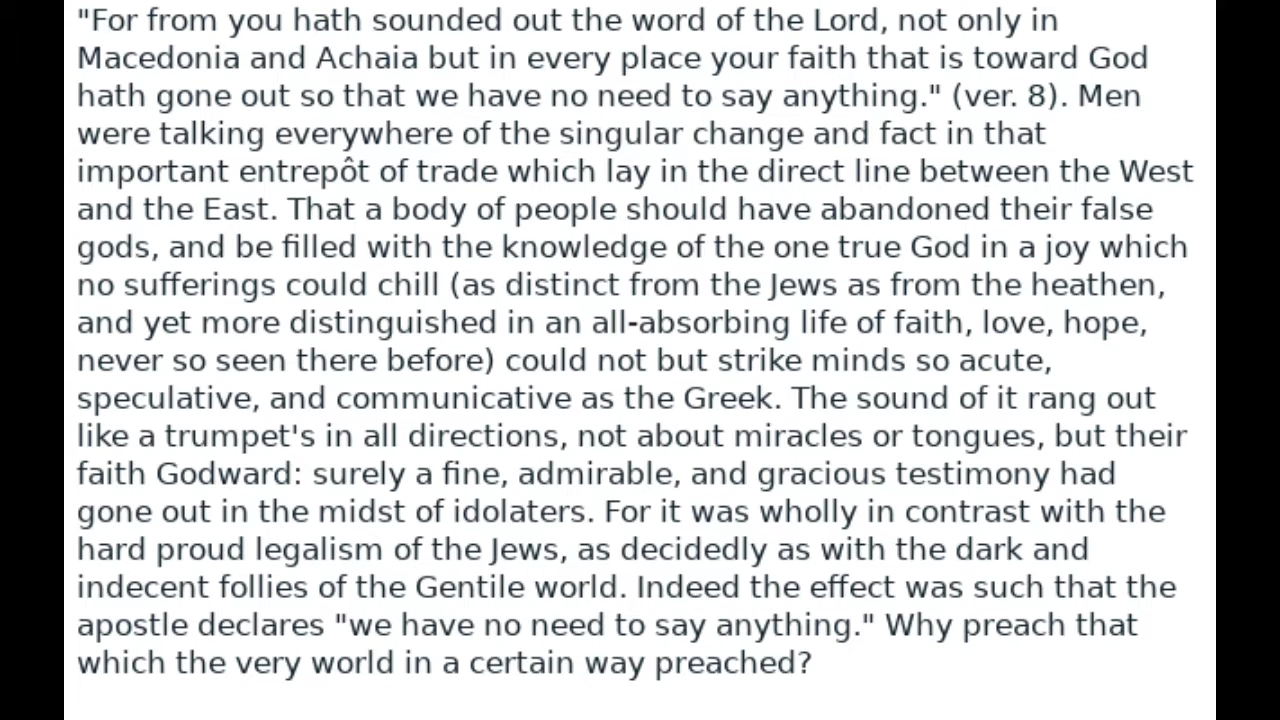 "For from you hath sounded out the word of the Lord, not only in
Macedonia and Achaia but in every place your faith that is toward God
hath gone out so that we have no need to say anything." (ver. 8). Men
were talking everywhere of the singular change and fact in that
important entrepôt of trade which lay in the direct line between the West
and the East. That a body of people should have abandoned their false
gods, and be filled with the knowledge of the one true God in a joy which
no sufferings could chill (as distinct from the Jews as from the heathen,
and yet more distinguished in an all-absorbing life of faith, love, hope,
never so seen there before) could not but strike minds so acute,
speculative, and communicative as the Greek. The sound of it rang out
like a trumpet's in all directions, not about miracles or tongues, but their
faith Godward: surely a fine, admirable, and gracious testimony had
gone out in the midst of idolaters. For it was wholly in contrast with the
hard proud legalism of the Jews, as decidedly as with the dark and
indecent follies of the Gentile world. Indeed the effect was such that the
apostle declares "we have no need to say anything." Why preach that
which the very world in a certain way preached?